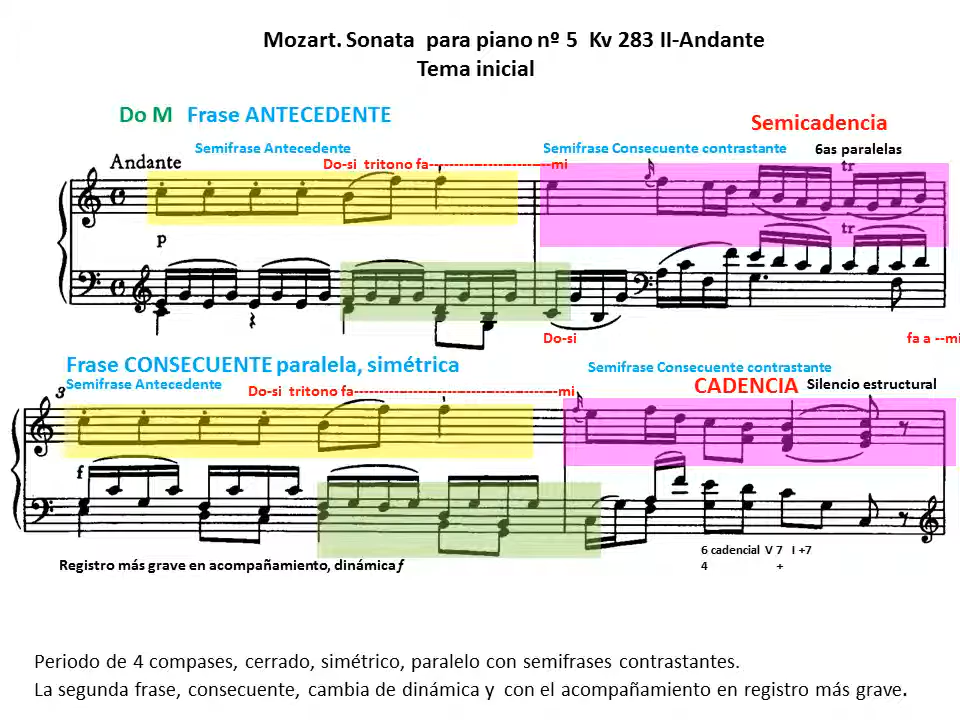 Mozart. Sonata para piano nº 5 Kv 283 II-Andante
Tema inicial
Do M Frase ANTECEDENTE
Semicadencia
Semifrase Antecedente
Semifrase Consecuente contrastante
6as paralelas
Andante
Do-si tritono fa-------------------------mi
tr
p
tr
Do-si
fa a --mi
Frase CONSECUENTE paralela, simétrica
Semifrase Consecuente contrastante
Semifrase Antecedente
CADENCIA Silencio estructural
3
Do-si tritono fa------------------------------------------mi
f
6 cadencial V 7 I +7
4 +
Registro más grave en acompañamiento, dinámica f
Periodo de 4 compases, cerrado, simétrico, paralelo con semifrases contrastantes.
La segunda frase, consecuente, cambia de dinámica y con el acompañamiento en registro más grave.